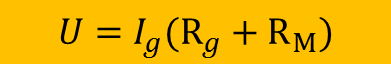 U = I_g(R_g + R_M)